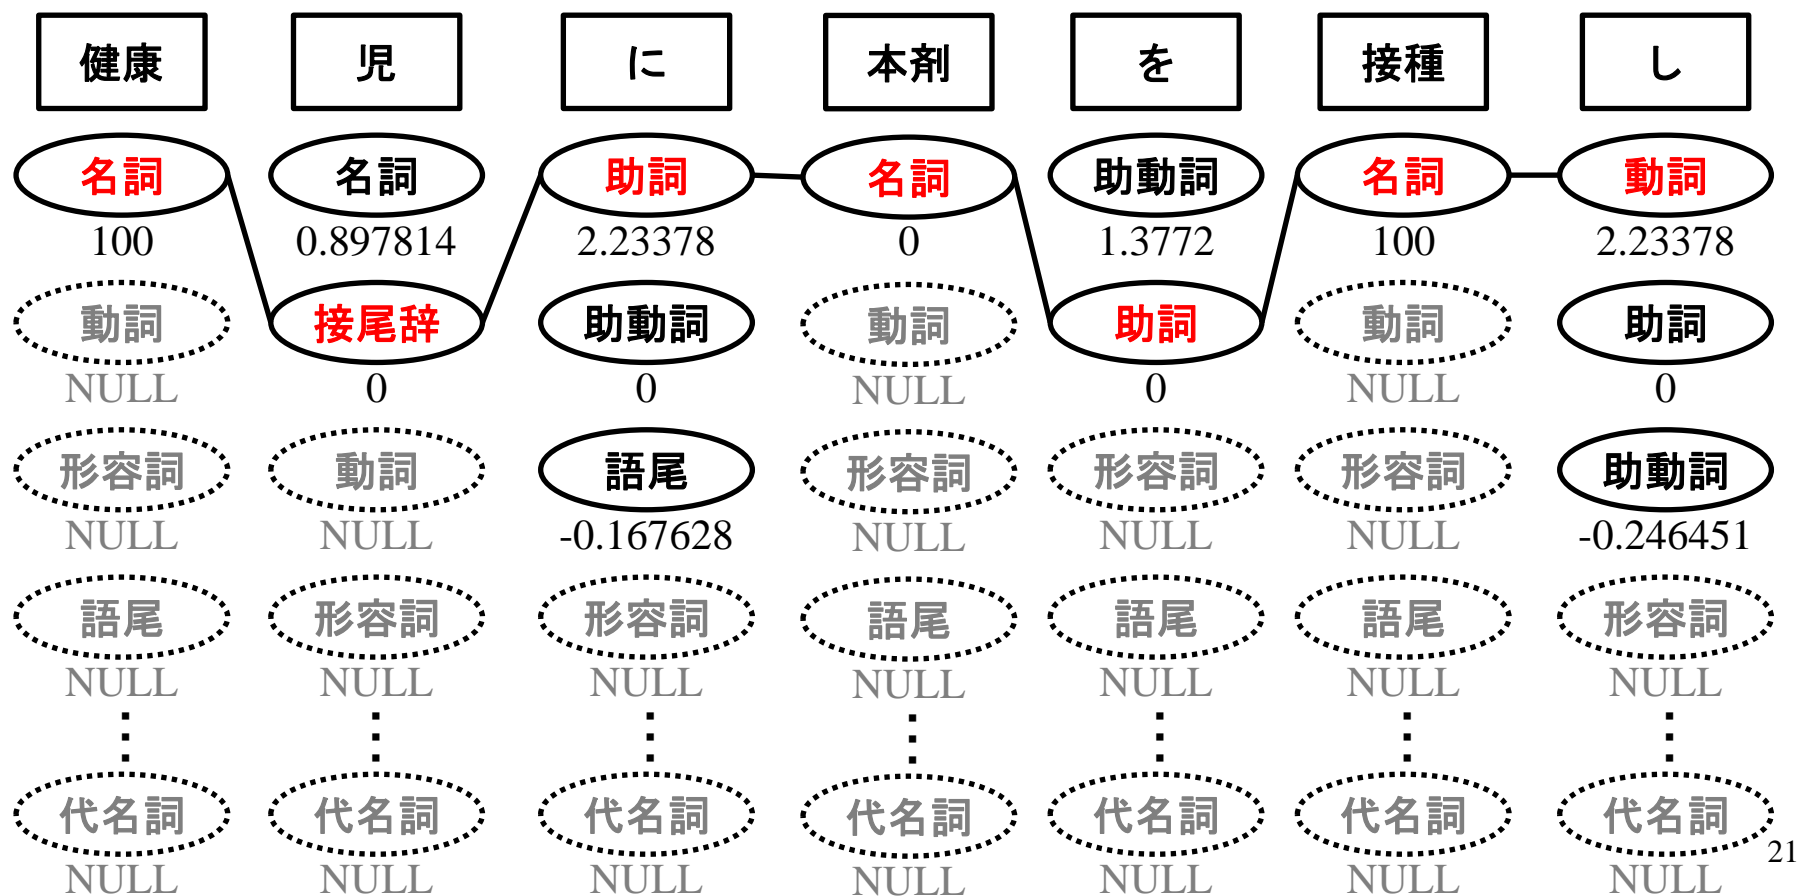 健康 児 に 本剤 を 接種 し
名詞 名詞 助詞 名詞 助動詞 名詞 動詞
100 0.897814 2.23378 0 1.3772 100 2.23378
動詞 接尾辞 助動詞 動詞 助詞 動詞 助詞
NULL 0 0 NULL 0 NULL 0
形容詞 動詞 語尾 形容詞 形容詞 形容詞 助動詞
NULL NULL -0.167628 NULL NULL NULL -0.246451
語尾 形容詞 形容詞 語尾 語尾 語尾 形容詞
NULL NULL NULL NULL NULL NULL NULL
代名詞 代名詞 代名詞 代名詞 代名詞 代名詞 代名詞
NULL NULL NULL NULL NULL NULL NULL
21